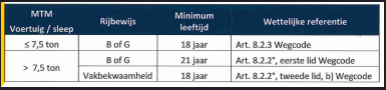 MTM
Voertuig / sleep Rijbewijs Minimum leeftijd Wettelijke referentie
≤ 7,5 ton B of G 18 jaar Art. 8.2.3 Wegcode
> 7,5 ton B of G 21 jaar Art. 8.2.2°, eerste lid Wegcode
Vakbekwaamheid 18 jaar Art. 8.2.2°, tweede lid, b) Wegcode